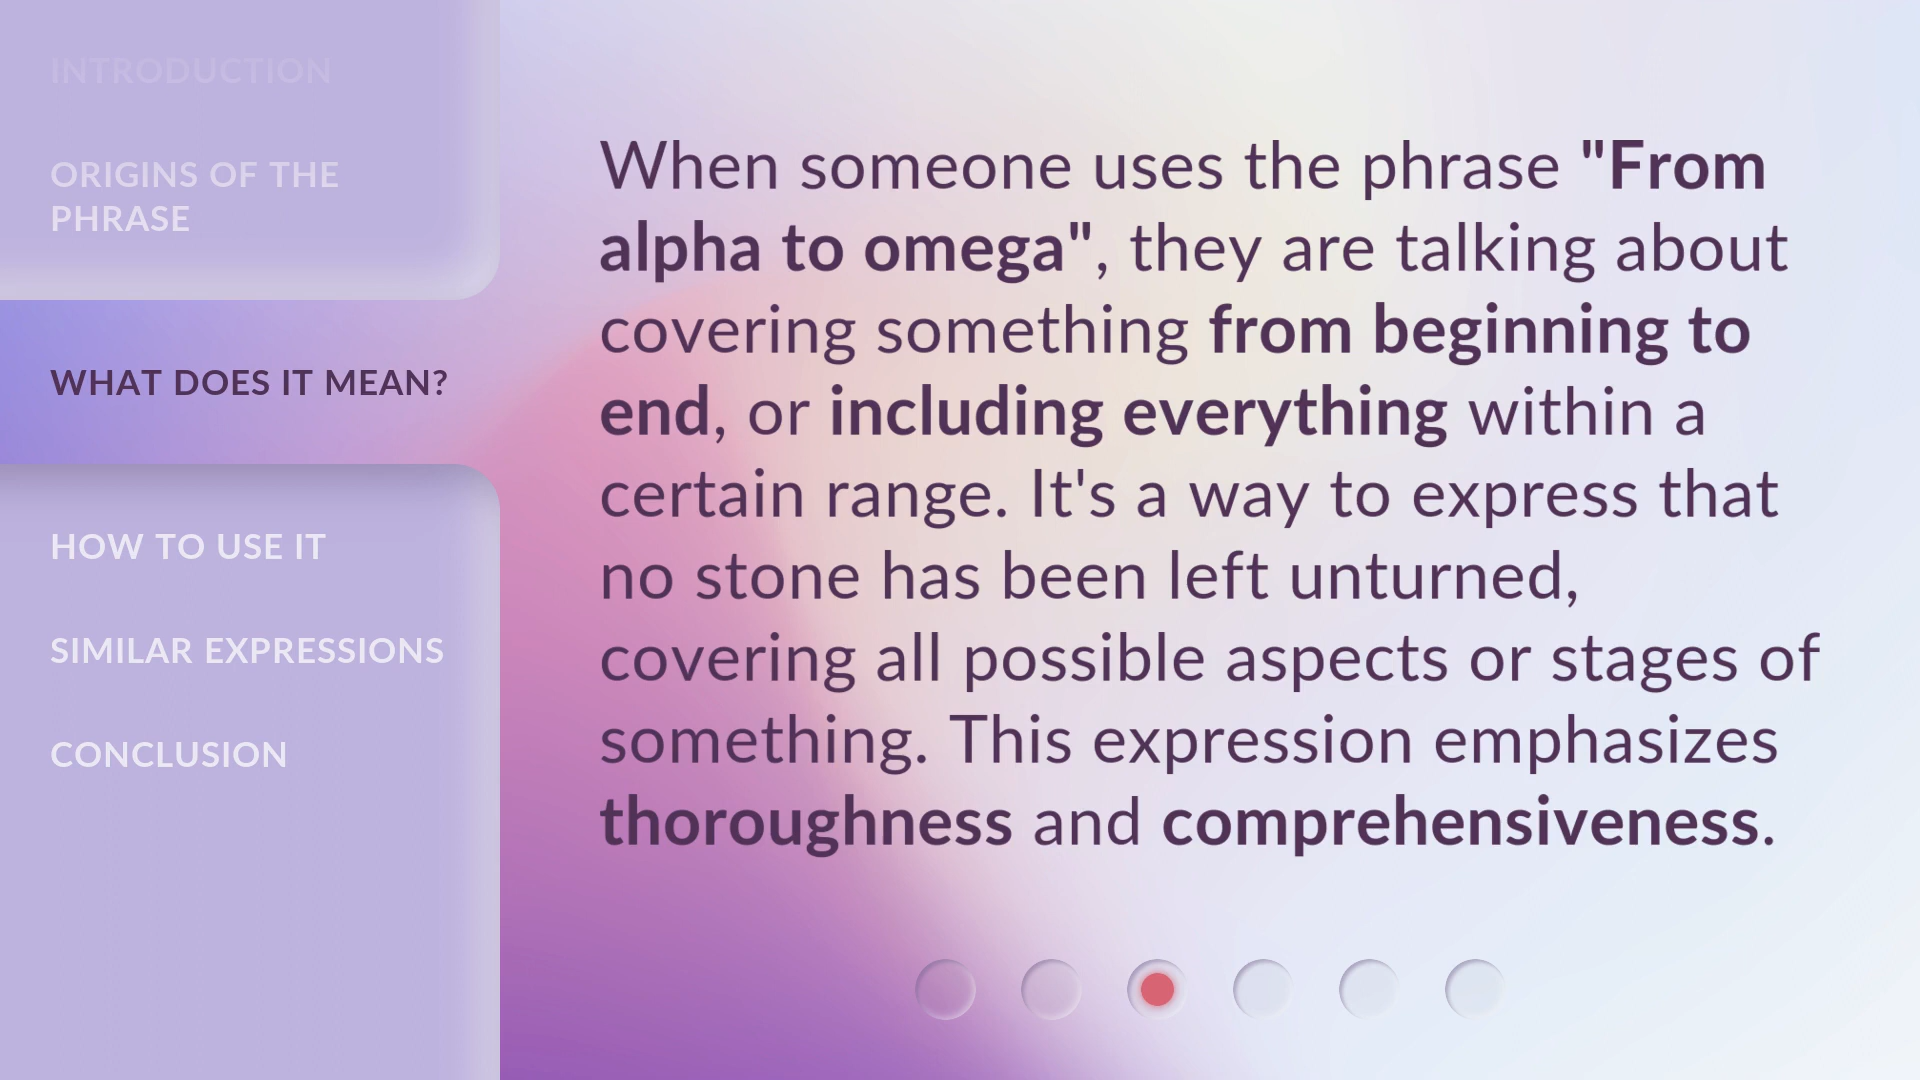 INTRODUCTION
ORIGINS OF THE
PHRASE
WHAT DOES IT MEAN?
HOW TO USE IT
SIMILAR EXPRESSIONS
CONCLUSION
When someone uses the phrase "From
alpha to omega", they are talking about
covering something from beginning to
end, or including everything within a
certain range. It's a way to express that
no stone has been left unturned,
covering all possible aspects or stages of
something. This expression emphasizes
thoroughness and comprehensiveness.